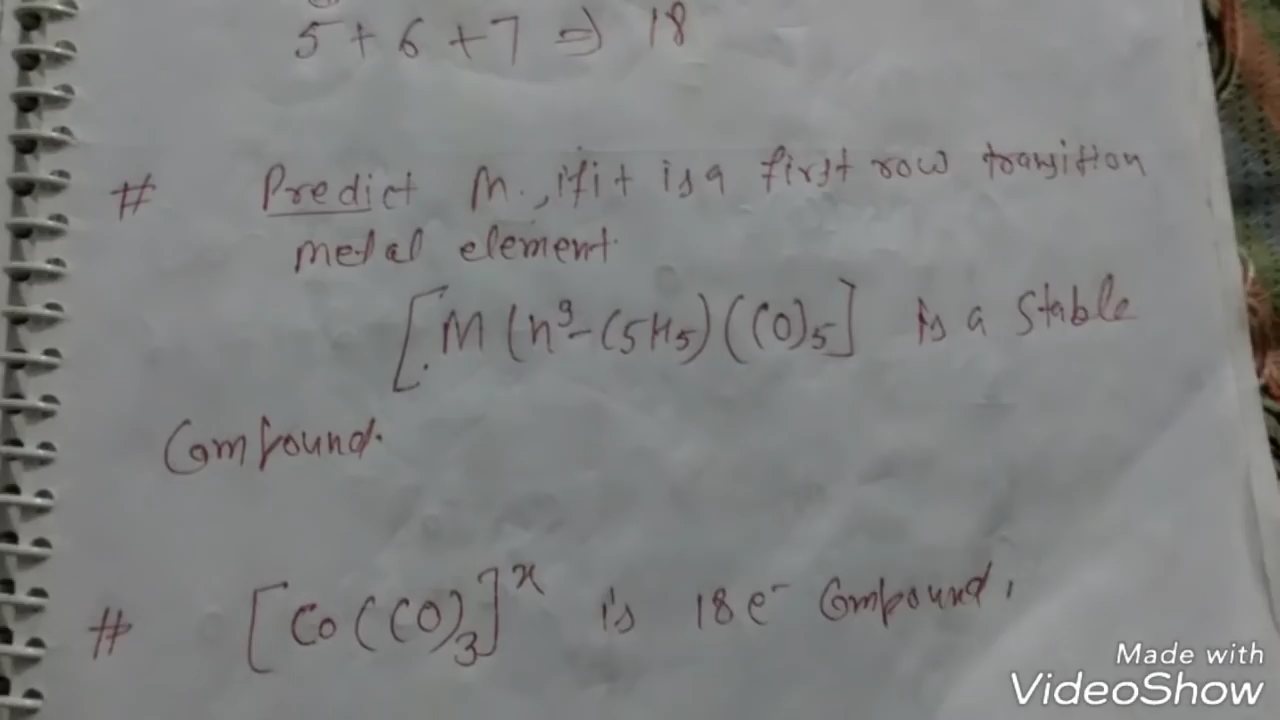 5 + 6 + 7 ⇒ 18
# Predict M., if it is a first row transition
metal element.
[M(η³-C5H5)(CO)5] is a stable
Compound.
# [Co(CO)3]ˣ is 18e⁻ Compound,
Made with
VideoShow